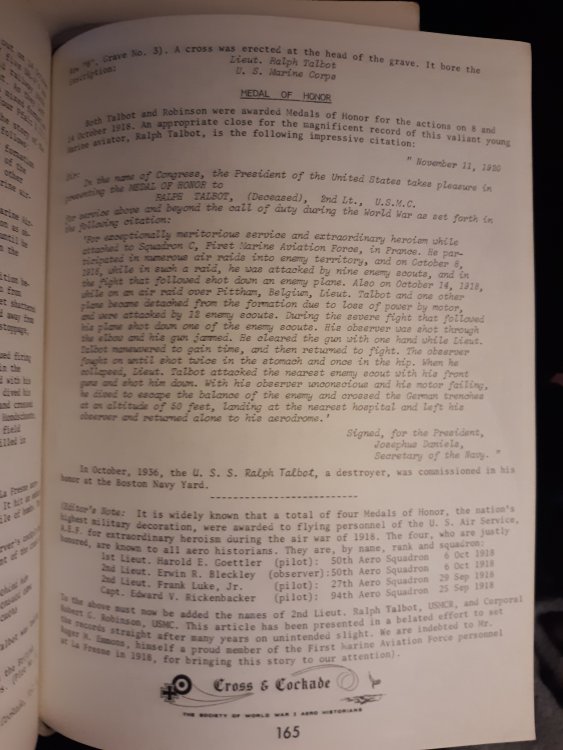 Row "B", Grave No. 3). A cross was erected at the head of the grave. It bore the
inscription:
Lieut. Ralph Talbot
U. S. Marine Corps
MEDAL OF HONOR
Both Talbot and Robinson were awarded Medals of Honor for the actions on 8 and
14 October 1918. An appropriate close for the magnificent record of this valiant young
Marine aviator, Ralph Talbot, is the following impressive citation:
" November 11, 1920
Sir:
In the name of Congress, the President of the United States takes pleasure in
presenting the MEDAL OF HONOR to
RALPH TALBOT, (Deceased), 2nd Lt., U.S.M.C.
for service above and beyond the call of duty during the World War as set forth in
the following citation:
'For exceptionally meritorious service and extraordinary heroism while
attached to Squadron C, First Marine Aviation Force, in France. He par-
ticipated in numerous air raids into enemy territory, and on October 8,
1918, while in such a raid, he was attacked by nine enemy scouts, and in
the fight that followed shot down an enemy plane. Also on October 14, 1918,
while on an air raid over Pittham, Belgium, Lieut. Talbot and one other
plane became detached from the formation due to loss of power by motor,
and were attacked by 12 enemy scouts. During the severe fight that followed
his plane shot down one of the enemy scouts. His observer was shot through
the elbow and his gun jammed. He cleared the gun with one hand while Lieut.
Talbot maneuvered to gain time, and then returned to fight. The observer
fought on until shot twice in the stomach and once in the hip. When he
collapsed, Lieut. Talbot attacked the nearest enemy scout with his front
guns and shot him down. With his observer unconscious and his motor failing,
he dived to escape the balance of the enemy and crossed the German trenches
at an altitude of 50 feet, landing at the nearest hospital and left his
observer and returned alone to his aerodrome.'
Signed, for the President,
Josephus Daniels,
Secretary of the Navy. "
In October, 1936, the U. S. S. Ralph Talbot, a destroyer, was commissioned in his
honor at the Boston Navy Yard.
(Editor's Note: It is widely known that a total of four Medals of Honor, the nation's
highest military decoration, were awarded to flying personnel of the U. S. Air Service,
A.E.F. for extraordinary heroism during the air war of 1918. The four, who are justly
honored, are known to all aero historians. They are, by name, rank and squadron:
1st Lieut. Harold E. Goettler (pilot): 50th Aero Squadron 6 Oct 1918
2nd Lieut. Erwin R. Bleckley (observer):50th Aero Squadron 6 Oct 1918
2nd Lieut. Frank Luke, Jr. (pilot): 27th Aero Squadron 29 Sep 1918
Capt. Edward V. Rickenbacker (pilot): 94th Aero Squadron 25 Sep 1918
To the above must now be added the names of 2nd Lieut. Ralph Talbot, USMCR, and Corporal
Robert G. Robinson, USMC. This article has been presented in a belated effort to set
the records straight after many years on unintended slight. We are indebted to Mr.
Roger M. Emmons, himself a proud member of the First Marine Aviation Force personnel
at La Fresne in 1918, for bringing this story to our attention).
Cross & Cockade
THE SOCIETY OF WORLD WAR I AERO HISTORIANS
165